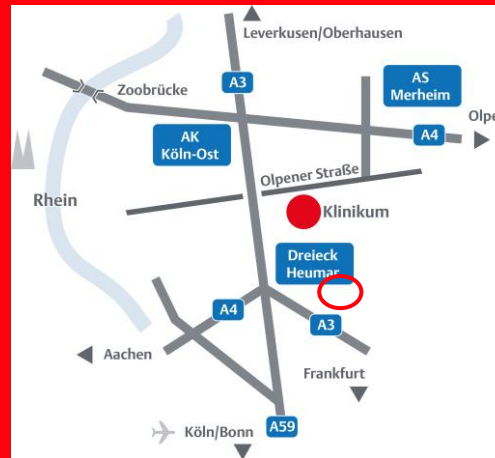 Leverkusen/Oberhausen
A3
AS
Merheim
Zoobrücke
Olpe
A4
AK
Köln-Ost
Olpener Straße
Rhein
Klinikum
Dreieck
Heumar
A4
A3
Aachen
Frankfurt
Köln/Bonn
A59